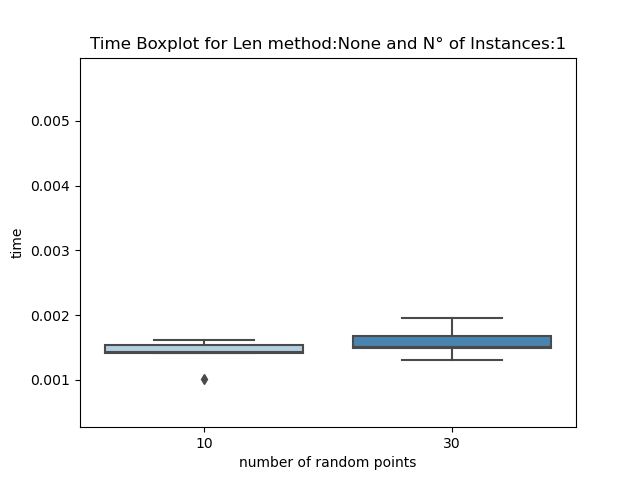 Time Boxplot for Len method:None and N° of Instances:1
0.005
0.004
0.003
0.002
0.001
time
10 30
number of random points